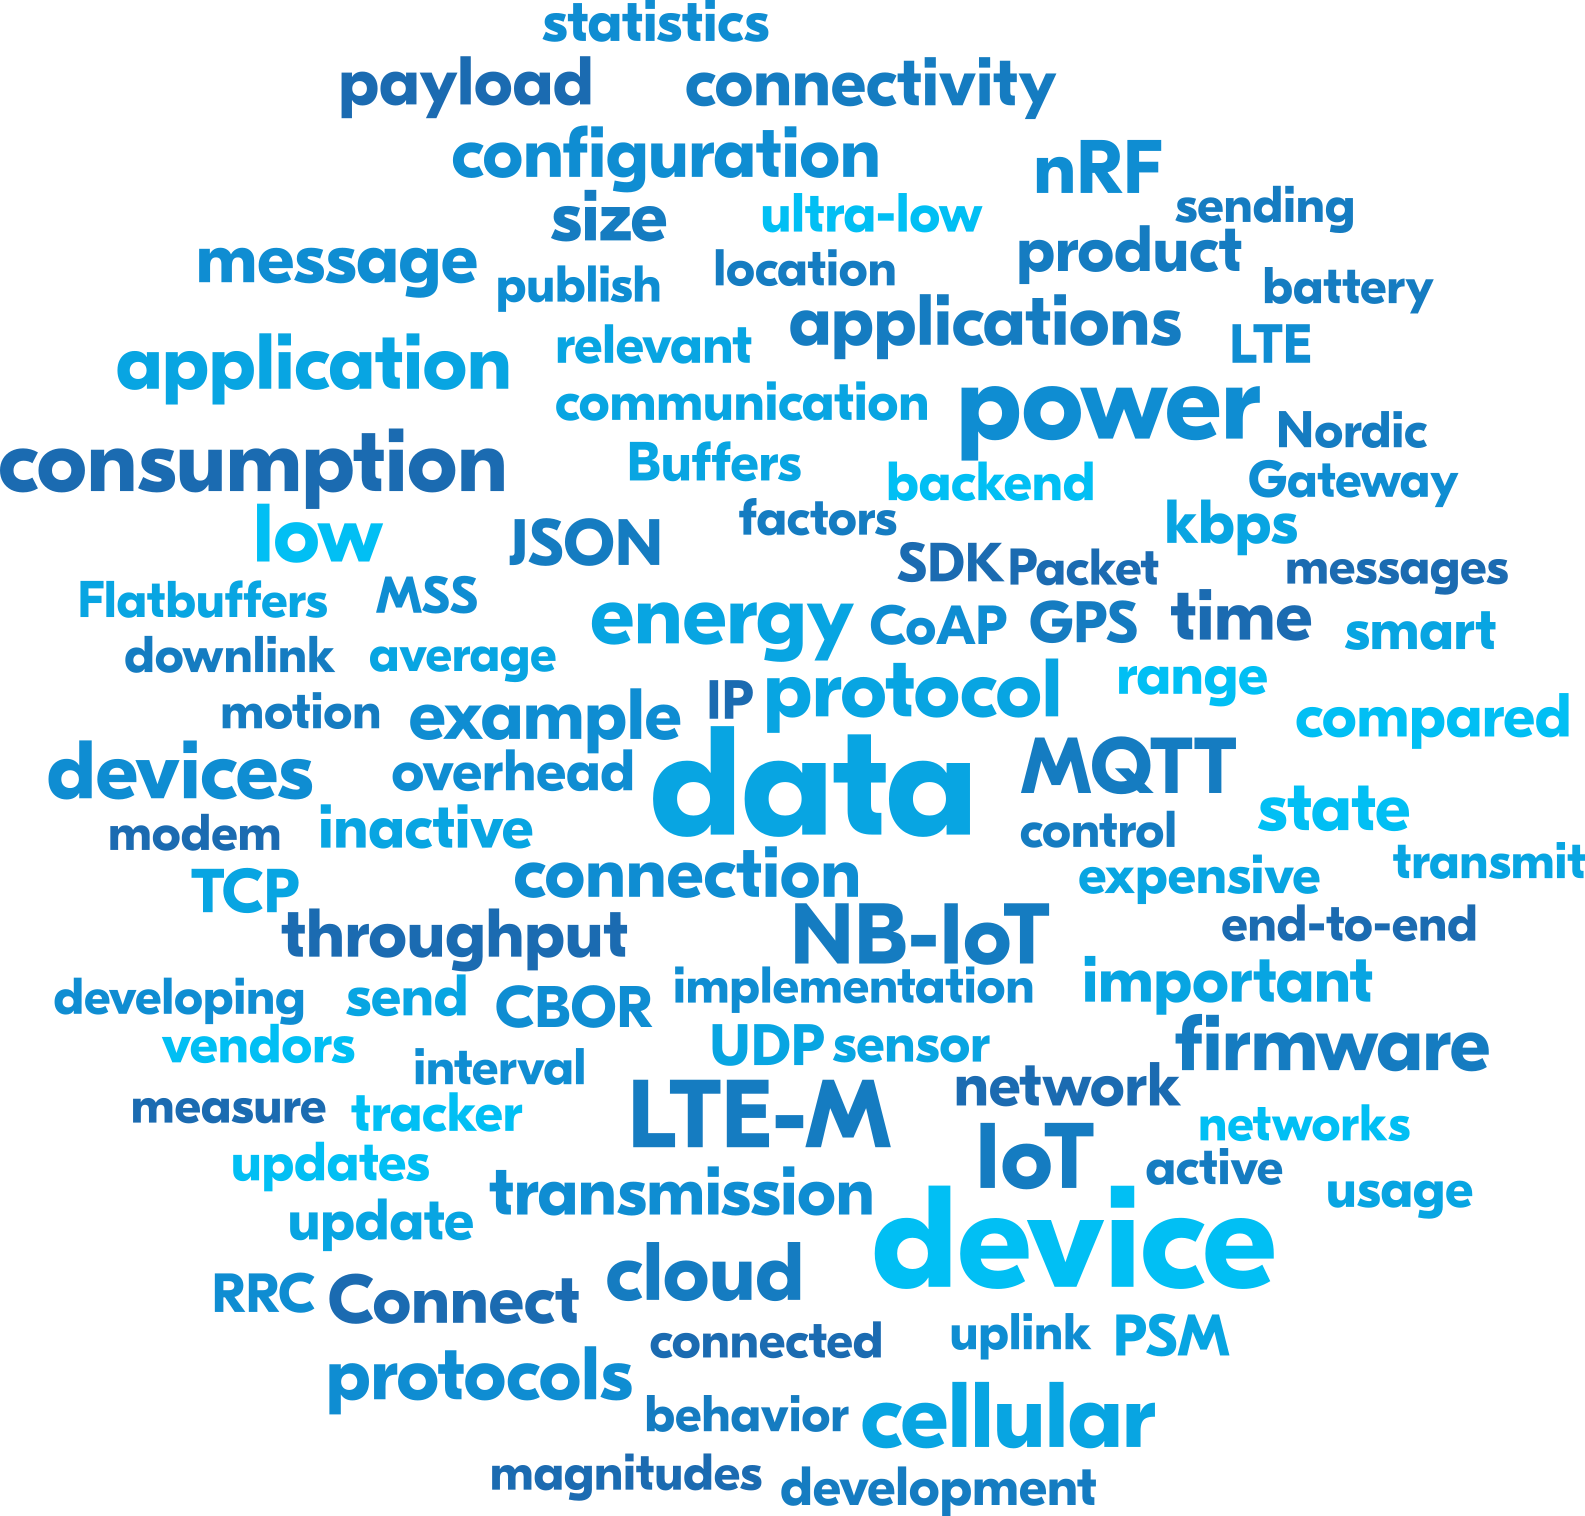 statistics
payload
connectivity
configuration
nRF
sending
size
ultra-low
message
publish
location
product
battery
application
relevant
applications
LTE
communication
power
Nordic
consumption
Buffers
backend
Gateway
low
JSON
factors
kbps
SDK
Packet
messages
Flatbuffers
MSS
energy
CoAP
GPS
time
smart
downlink
average
range
motion
example
IP
protocol
compared
devices
overhead
data
MQTT
state
modem
inactive
control
connection
expensive
transmit
TCP
throughput
NB-IoT
end-to-end
developing
send
CBOR
implementation
important
vendors
interval
UDP
sensor
firmware
measure
tracker
LTE-M
network
networks
updates
IoT
active
usage
update
transmission
device
RRC
Connect
cloud
connected
uplink
PSM
protocols
behavior
cellular
magnitudes
development